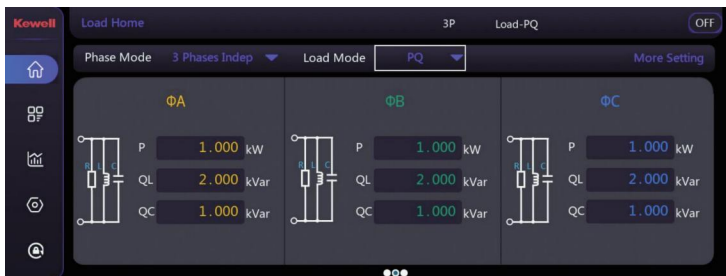 Kewell Load Home 3P Load-PQ OFF
Phase Mode 3 Phases Indep Load Mode PQ More Setting
ΦA ΦB ΦC
P 1.000 kW P 1.000 kW P 1.000 kW
R L C R L C R L C
QL 2.000 kVar QL 2.000 kVar QL 2.000 kVar
QC 1.000 kVar QC 1.000 kVar QC 1.000 kVar